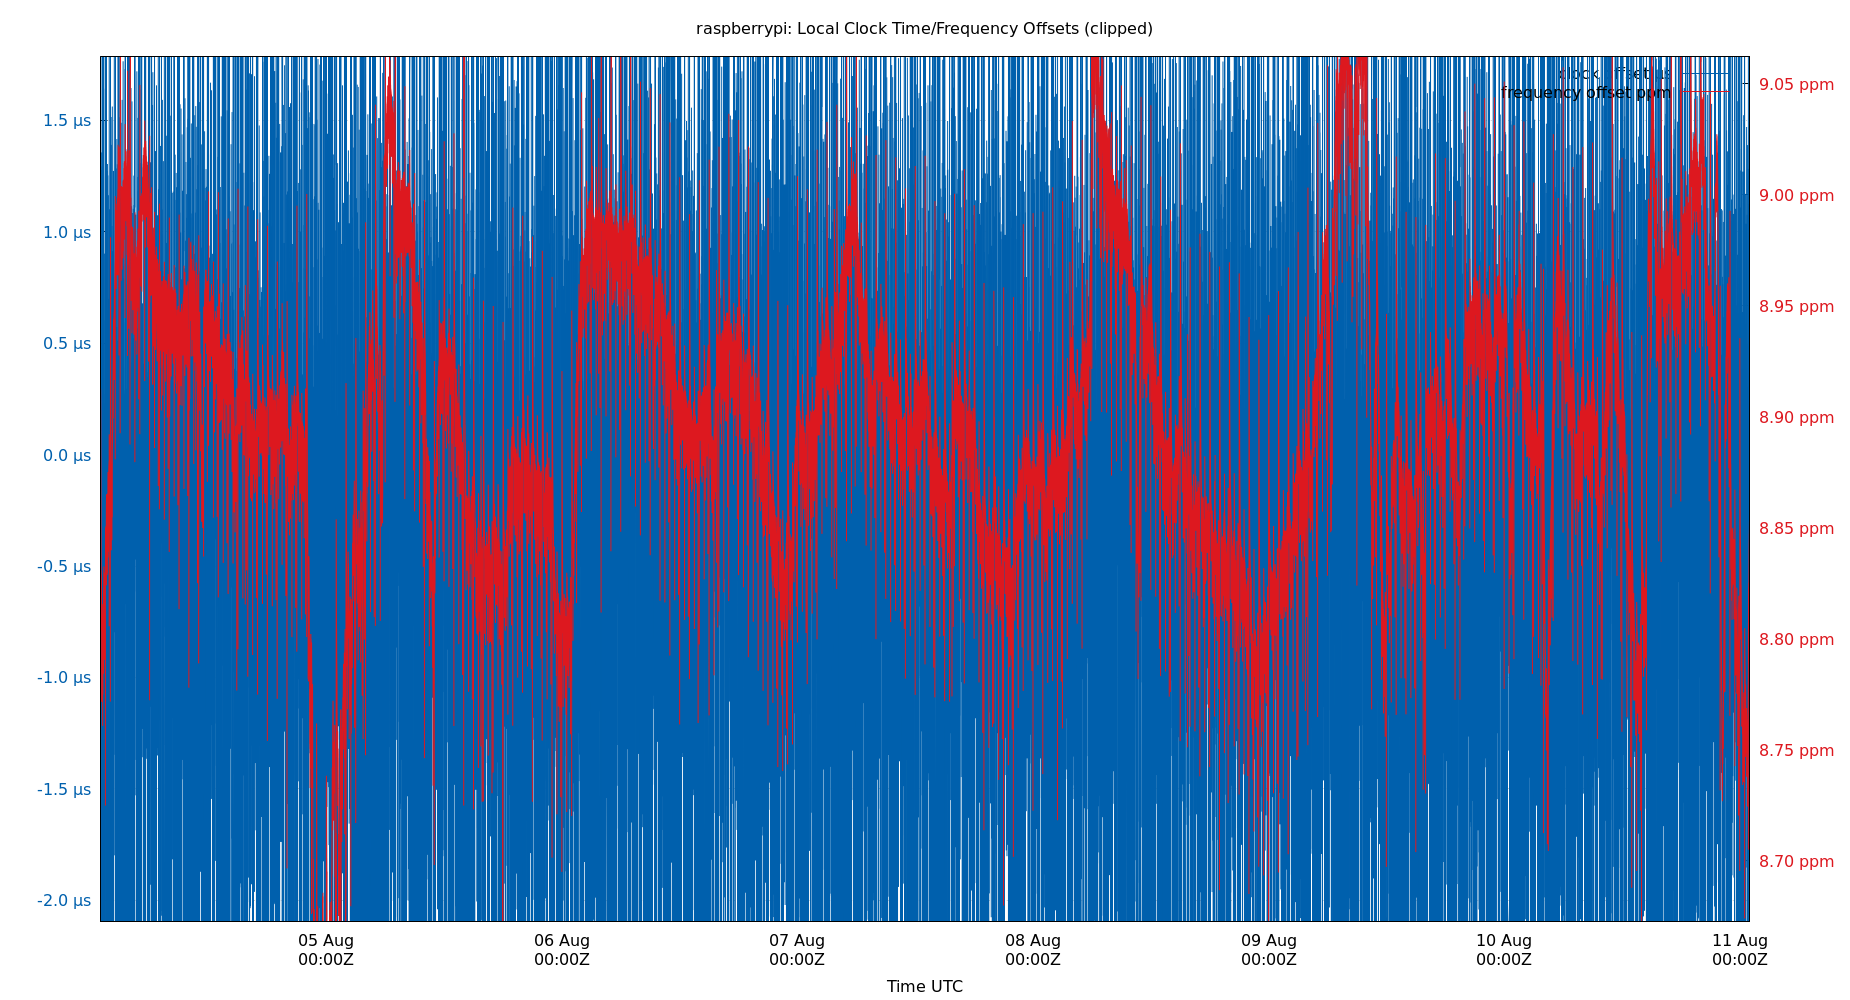 raspberrypi: Local Clock Time/Frequency Offsets (clipped)
clock offset µs
frequency offset ppm
1.5 µs
1.0 µs
0.5 µs
0.0 µs
-0.5 µs
-1.0 µs
-1.5 µs
-2.0 µs
9.05 ppm
9.00 ppm
8.95 ppm
8.90 ppm
8.85 ppm
8.80 ppm
8.75 ppm
8.70 ppm
05 Aug 06 Aug 07 Aug 08 Aug 09 Aug 10 Aug 11 Aug
00:00Z 00:00Z 00:00Z 00:00Z 00:00Z 00:00Z 00:00Z
Time UTC